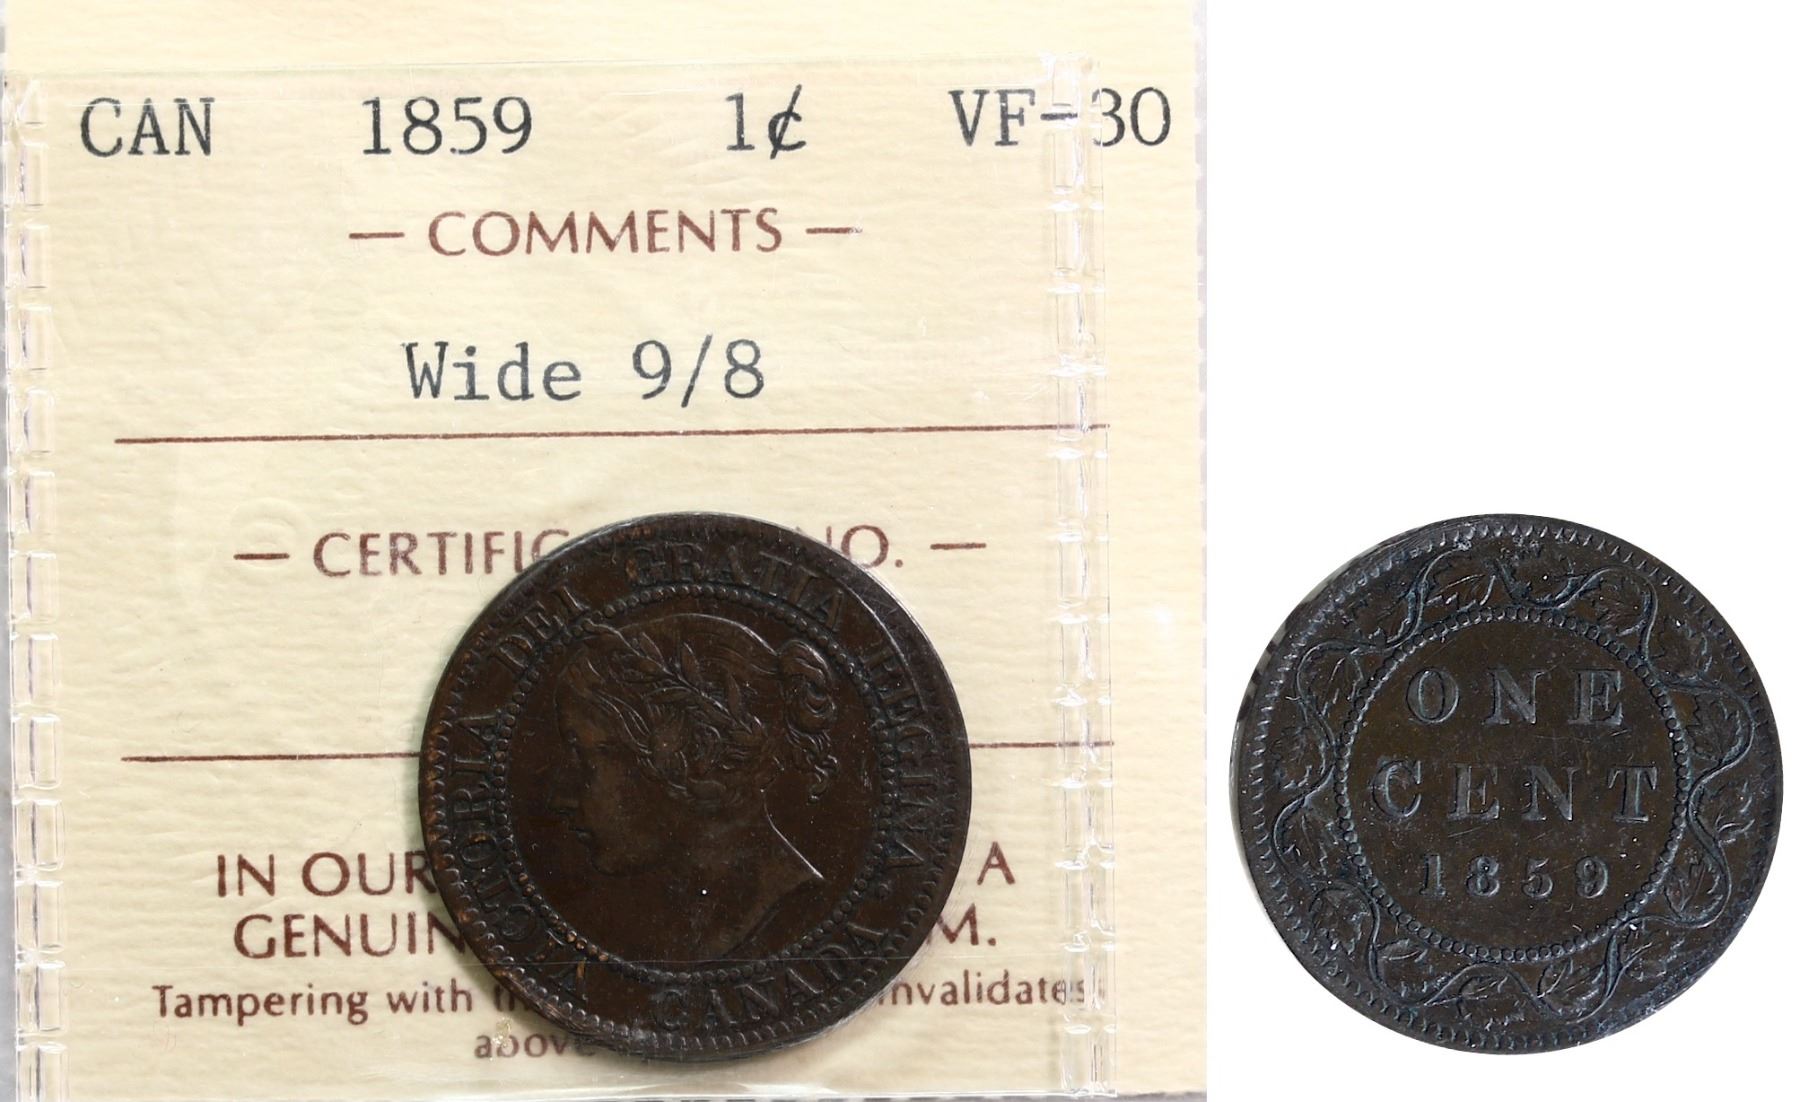 CAN 1859 1¢ VF-30
— COMMENTS —
Wide 9/8
— CERTIFIC NO. —
IN OUR A
GENUIN M.
Tampering with th invalidates
above
VICTORIA DEI GRATIA REGINA.
CANADA
ONE
CENT
1859